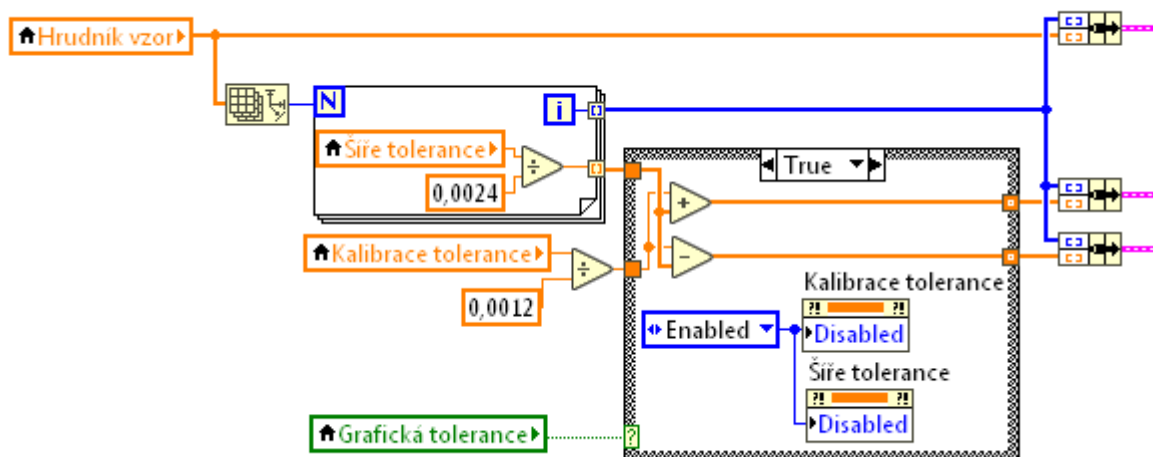 Hrudník vzor
N
i
Šíře tolerance
÷
0,0024
True
+
Kalibrace tolerance
÷
−
0,0012
Kalibrace tolerance
?!
?!
Enabled
Disabled
Šíře tolerance
?!
?!
Disabled
Grafická tolerance
?